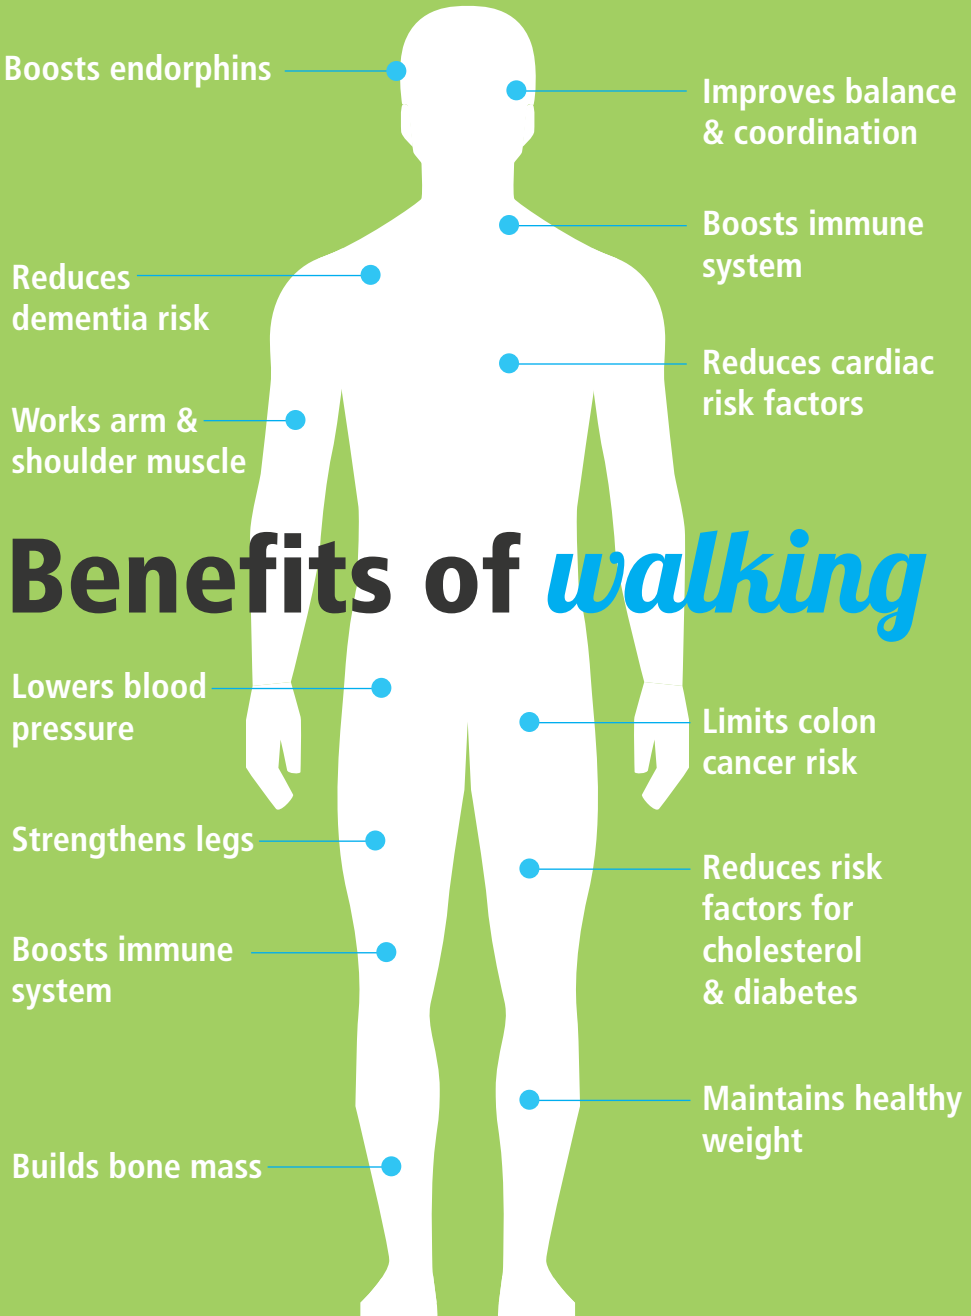 Boosts endorphins
Improves balance
& coordination
Boosts immune
system
Reduces
dementia risk
Reduces cardiac
risk factors
Works arm &
shoulder muscle
Benefits of walking
Lowers blood
pressure
Limits colon
cancer risk
Strengthens legs
Reduces risk
factors for
cholesterol
& diabetes
Boosts immune
system
Maintains healthy
weight
Builds bone mass